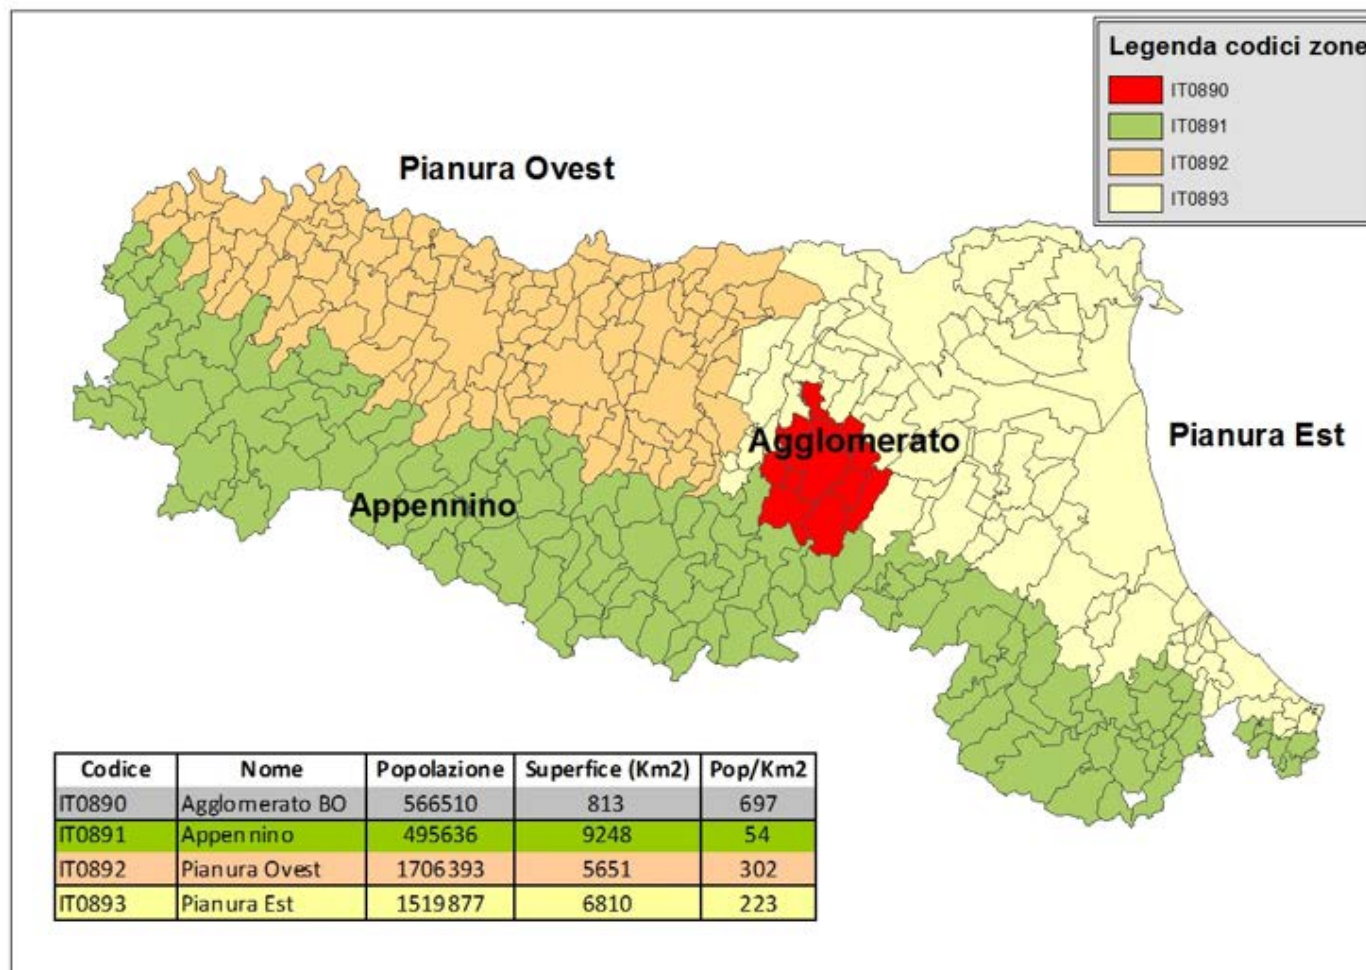 Legenda codici zone
IT0890
IT0891
IT0892
IT0893
Pianura Ovest
Agglomerato
Pianura Est
Appennino
Codice Nome Popolazione Superfice (Km2) Pop/Km2
IT0890 Agglomerato BO 566510 813 697
IT0891 Appennino 495636 9248 54
IT0892 Pianura Ovest 1706393 5651 302
IT0893 Pianura Est 1519877 6810 223